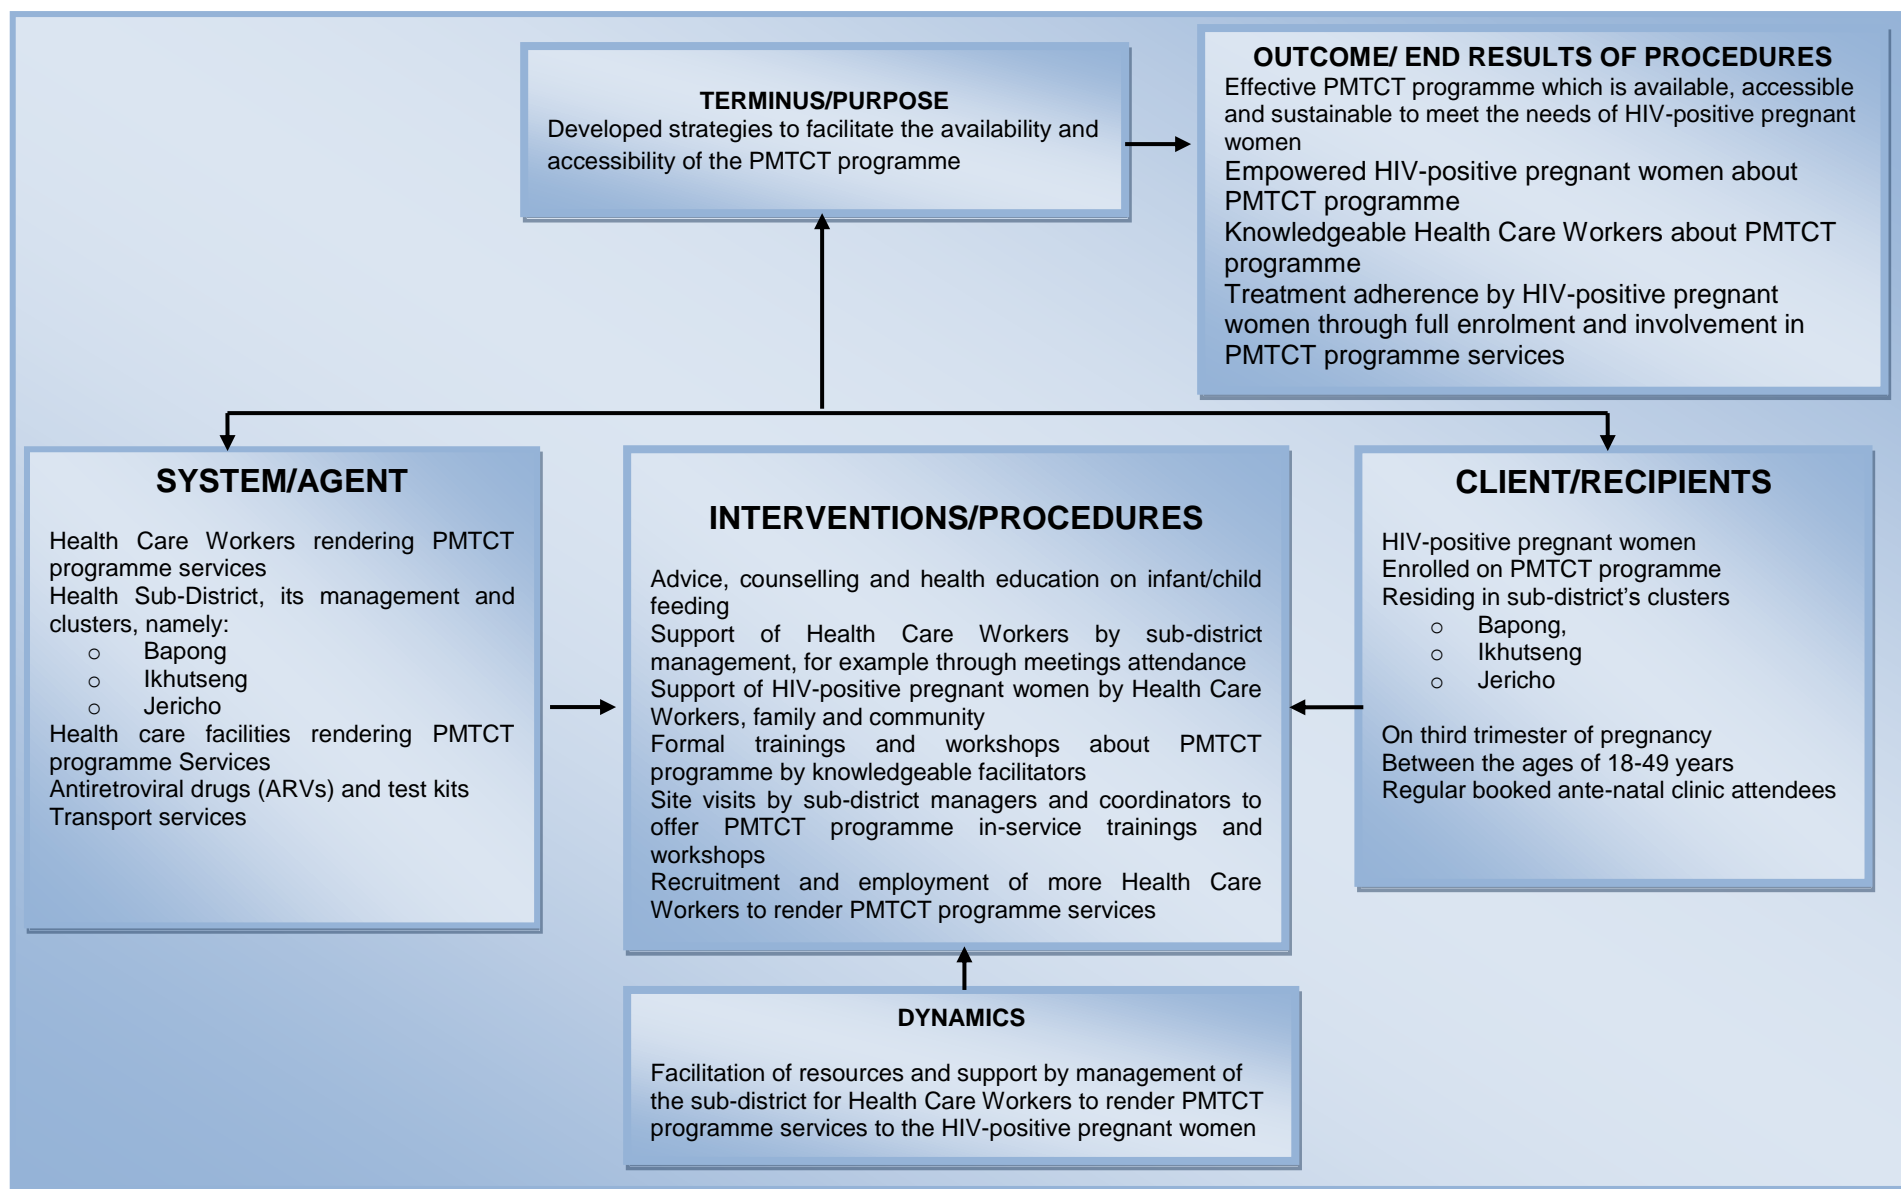 TERMINUS/PURPOSE
Developed strategies to facilitate the availability and
accessibility of the PMTCT programme
OUTCOME/ END RESULTS OF PROCEDURES
Effective PMTCT programme which is available, accessible
and sustainable to meet the needs of HIV-positive pregnant
women
Empowered HIV-positive pregnant women about
PMTCT programme
Knowledgeable Health Care Workers about PMTCT
programme
Treatment adherence by HIV-positive pregnant
women through full enrolment and involvement in
PMTCT programme services
SYSTEM/AGENT
Health Care Workers rendering PMTCT
programme services
Health Sub-District, its management and
clusters, namely:
o Bapong
o Ikhutseng
o Jericho
Health care facilities rendering PMTCT
programme Services
Antiretroviral drugs (ARVs) and test kits
Transport services
INTERVENTIONS/PROCEDURES
Advice, counselling and health education on infant/child
feeding
Support of Health Care Workers by sub-district
management, for example through meetings attendance
Support of HIV-positive pregnant women by Health Care
Workers, family and community
Formal trainings and workshops about PMTCT
programme by knowledgeable facilitators
Site visits by sub-district managers and coordinators to
offer PMTCT programme in-service trainings and
workshops
Recruitment and employment of more Health Care
Workers to render PMTCT programme services
CLIENT/RECIPIENTS
HIV-positive pregnant women
Enrolled on PMTCT programme
Residing in sub-district's clusters
o Bapong,
o Ikhutseng
o Jericho
On third trimester of pregnancy
Between the ages of 18-49 years
Regular booked ante-natal clinic attendees
DYNAMICS
Facilitation of resources and support by management of
the sub-district for Health Care Workers to render PMTCT
programme services to the HIV-positive pregnant women